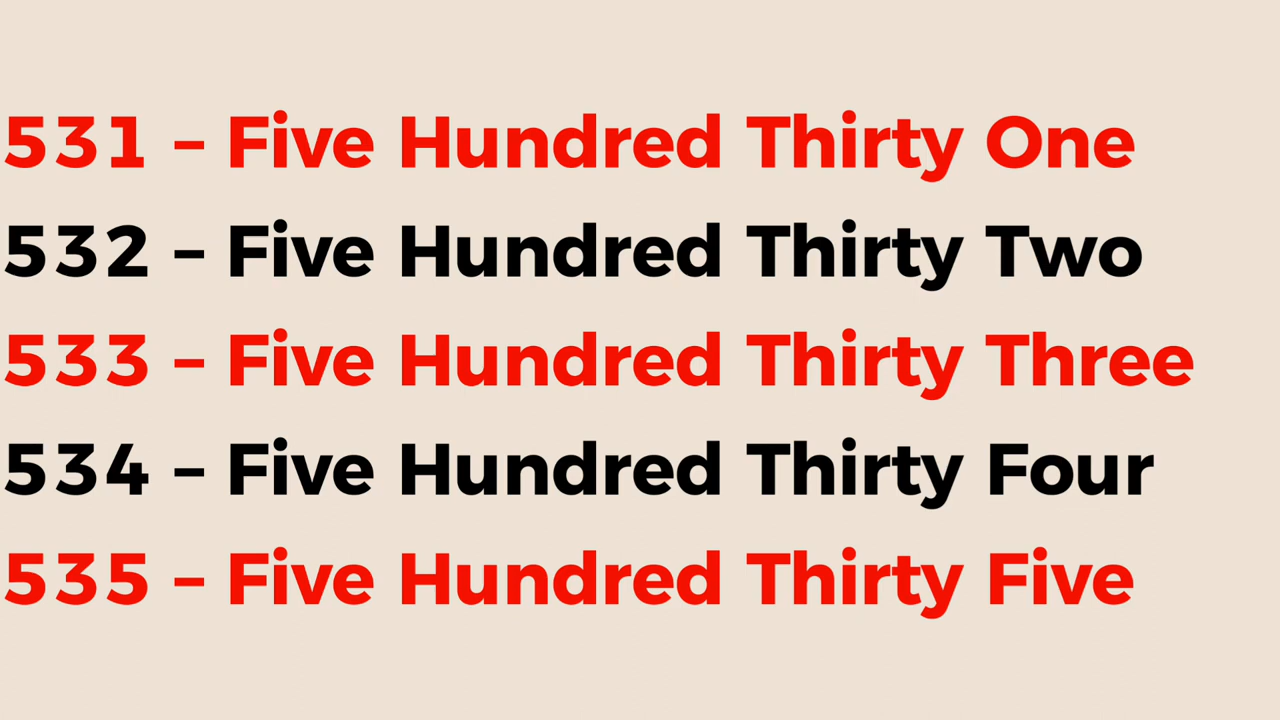 531 – Five Hundred Thirty One
532 – Five Hundred Thirty Two
533 – Five Hundred Thirty Three
534 – Five Hundred Thirty Four
535 – Five Hundred Thirty Five